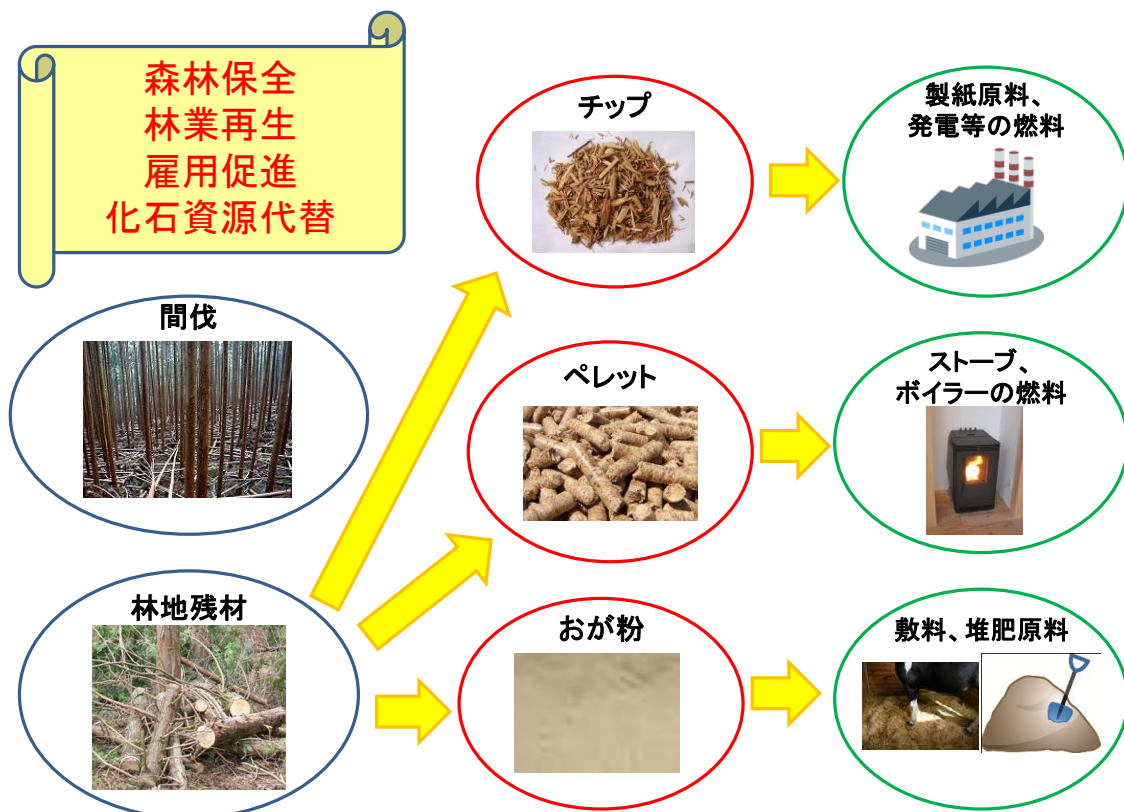 森林保全
林業再生
雇用促進
化石資源代替
チップ
製紙原料、
発電等の燃料
間伐
ペレット
ストーブ、
ボイラーの燃料
林地残材
おが粉
敷料、堆肥原料